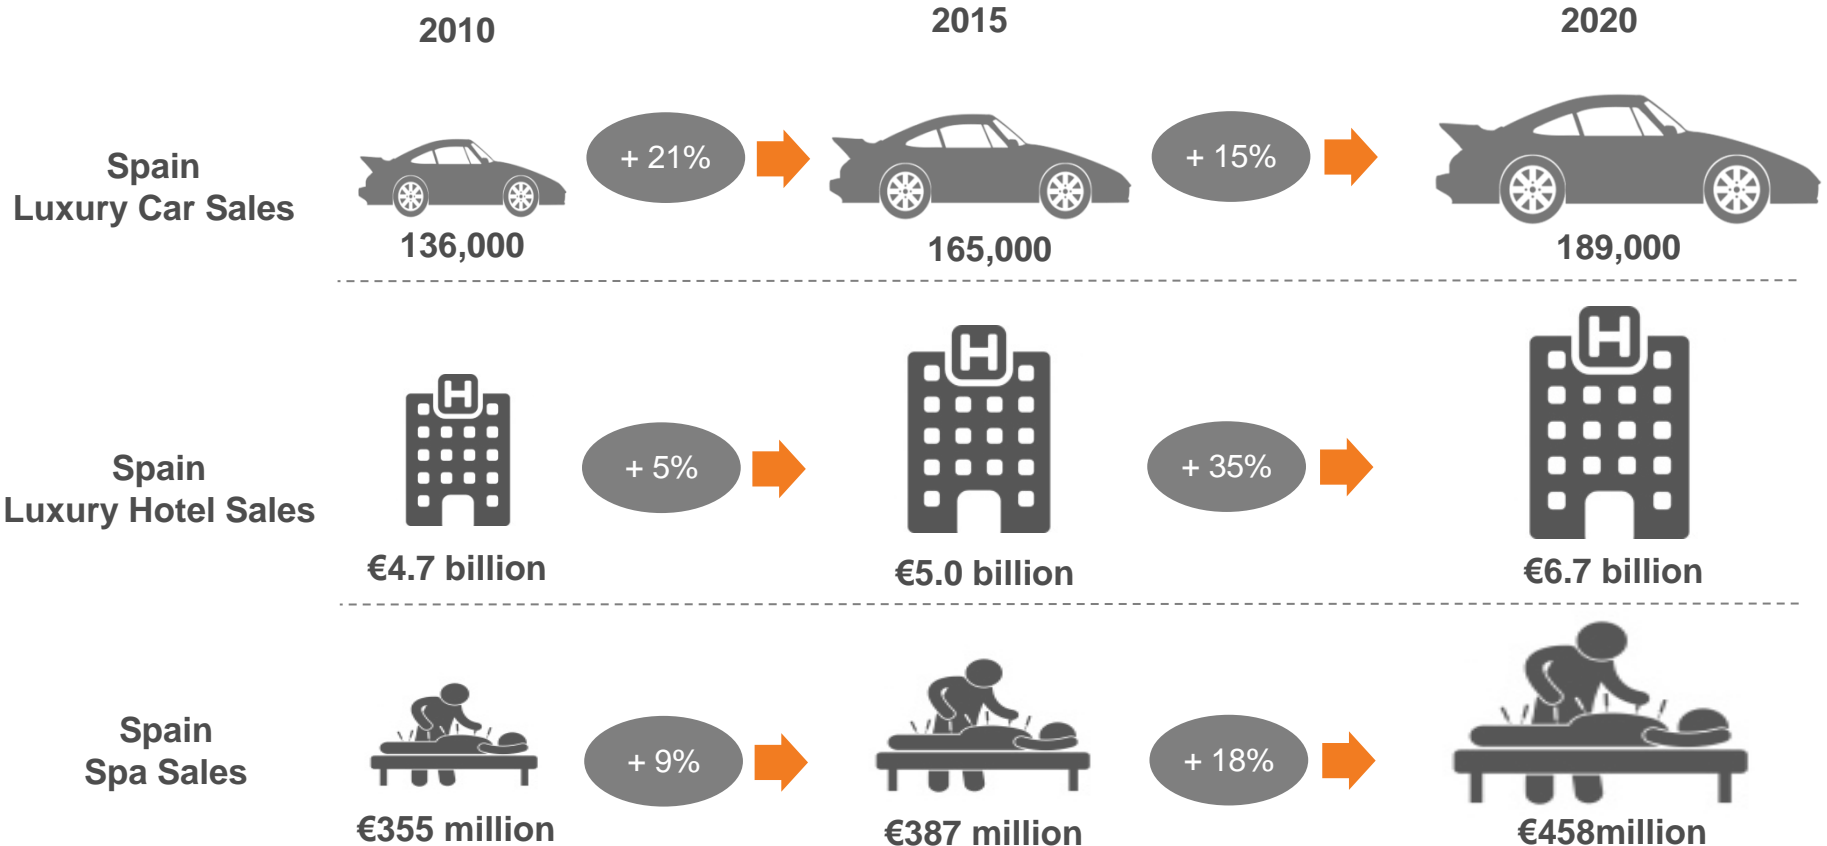 2010
2015
2020
Spain
Luxury Car Sales
+ 21%
+ 15%
136,000
165,000
189,000
Spain
Luxury Hotel Sales
H
H
H
+ 5%
+ 35%
€4.7 billion
€5.0 billion
€6.7 billion
Spain
Spa Sales
+ 9%
+ 18%
€355 million
€387 million
€458million